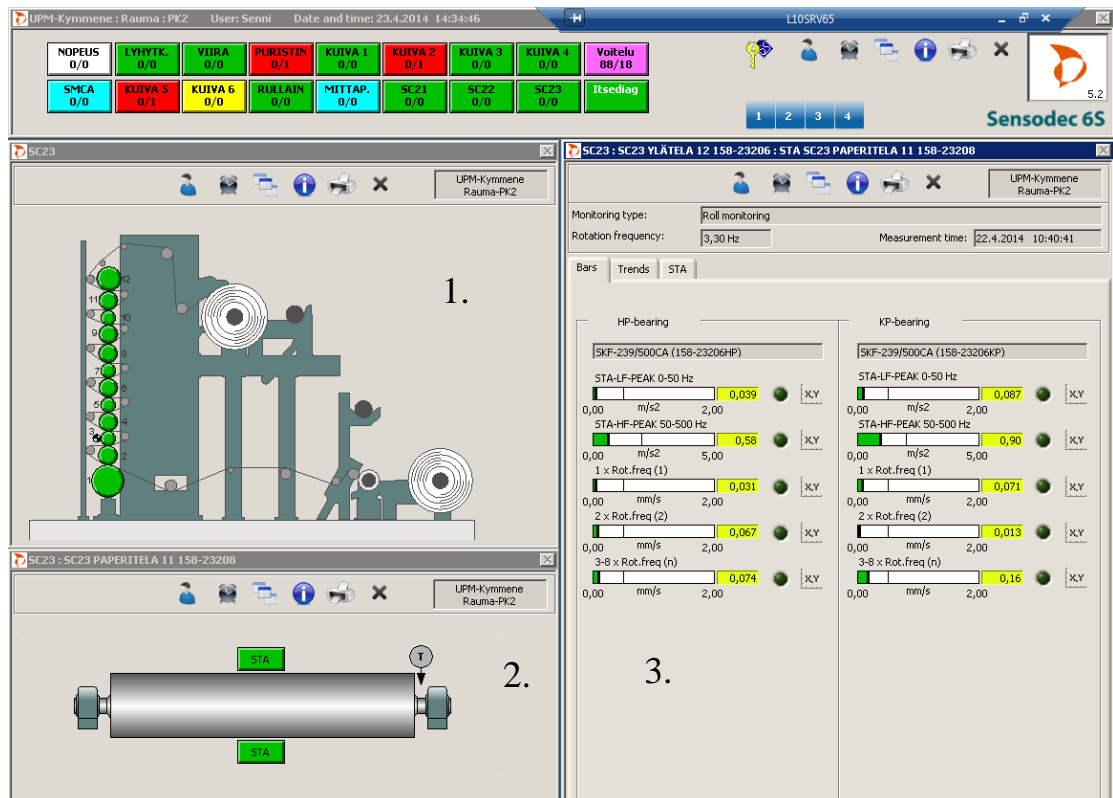 UPM-Kymmene : Rauma : PK2 User: Senni Date and time: 23.4.2014 14:34:46
L10SRV65
NOPEUS 0/0
LYHYTK. 0/0
VIIRA 0/0
PURISTIN 0/1
KUIVA 1 0/0
KUIVA 2 0/1
KUIVA 3 0/0
KUIVA 4 0/0
Voitelu 88/18
SMCA 0/0
KUIVA 5 0/1
KUIVA 6 0/0
RULLAIN 0/0
MITTAP. 0/0
SC21 0/0
SC22 0/0
SC23 0/0
Itsediag
1 2 3 4
5.2
Sensodec 6S
SC23
UPM-Kymmene
Rauma-PK2
1.
12
11
10
9
8
7
6
5
4
3
2
1
SC23 : SC23 PAPERITELA 11 158-23208
UPM-Kymmene
Rauma-PK2
STA
T
2.
STA
SC23 : SC23 YLÄTELA 12 158-23206 : STA SC23 PAPERITELA 11 158-23208
UPM-Kymmene
Rauma-PK2
Monitoring type: Roll monitoring
Rotation frequency: 3,30 Hz Measurement time: 22.4.2014 10:40:41
Bars Trends STA
HP-bearing
SKF-239/500CA (158-23206HP)
STA-LF-PEAK 0-50 Hz
0,039 X,Y
0,00 m/s2 2,00
STA-HF-PEAK 50-500 Hz
0,58 X,Y
0,00 m/s2 5,00
1 x Rot.freq (1)
0,031 X,Y
0,00 mm/s 2,00
2 x Rot.freq (2)
0,067 X,Y
0,00 mm/s 2,00
3-8 x Rot.freq (n)
0,074 X,Y
0,00 mm/s 2,00
KP-bearing
SKF-239/500CA (158-23206KP)
STA-LF-PEAK 0-50 Hz
0,087 X,Y
0,00 m/s2 2,00
STA-HF-PEAK 50-500 Hz
0,90 X,Y
0,00 m/s2 5,00
1 x Rot.freq (1)
0,071 X,Y
0,00 mm/s 2,00
2 x Rot.freq (2)
0,013 X,Y
0,00 mm/s 2,00
3-8 x Rot.freq (n)
0,16 X,Y
0,00 mm/s 2,00
3.